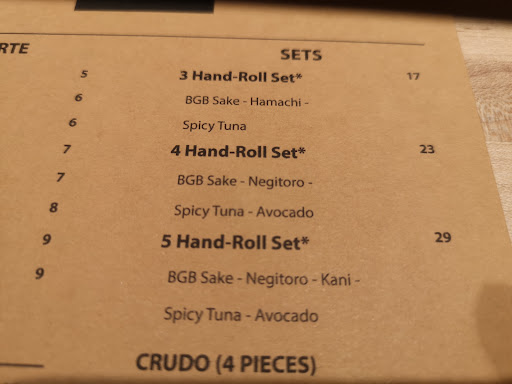 RTE
SETS
5 3 Hand-Roll Set* 17
6 BGB Sake - Hamachi -
6 Spicy Tuna
7 4 Hand-Roll Set* 23
7 BGB Sake - Negitoro -
8 Spicy Tuna - Avocado
9 5 Hand-Roll Set* 29
9 BGB Sake - Negitoro - Kani -
Spicy Tuna - Avocado
CRUDO (4 PIECES)